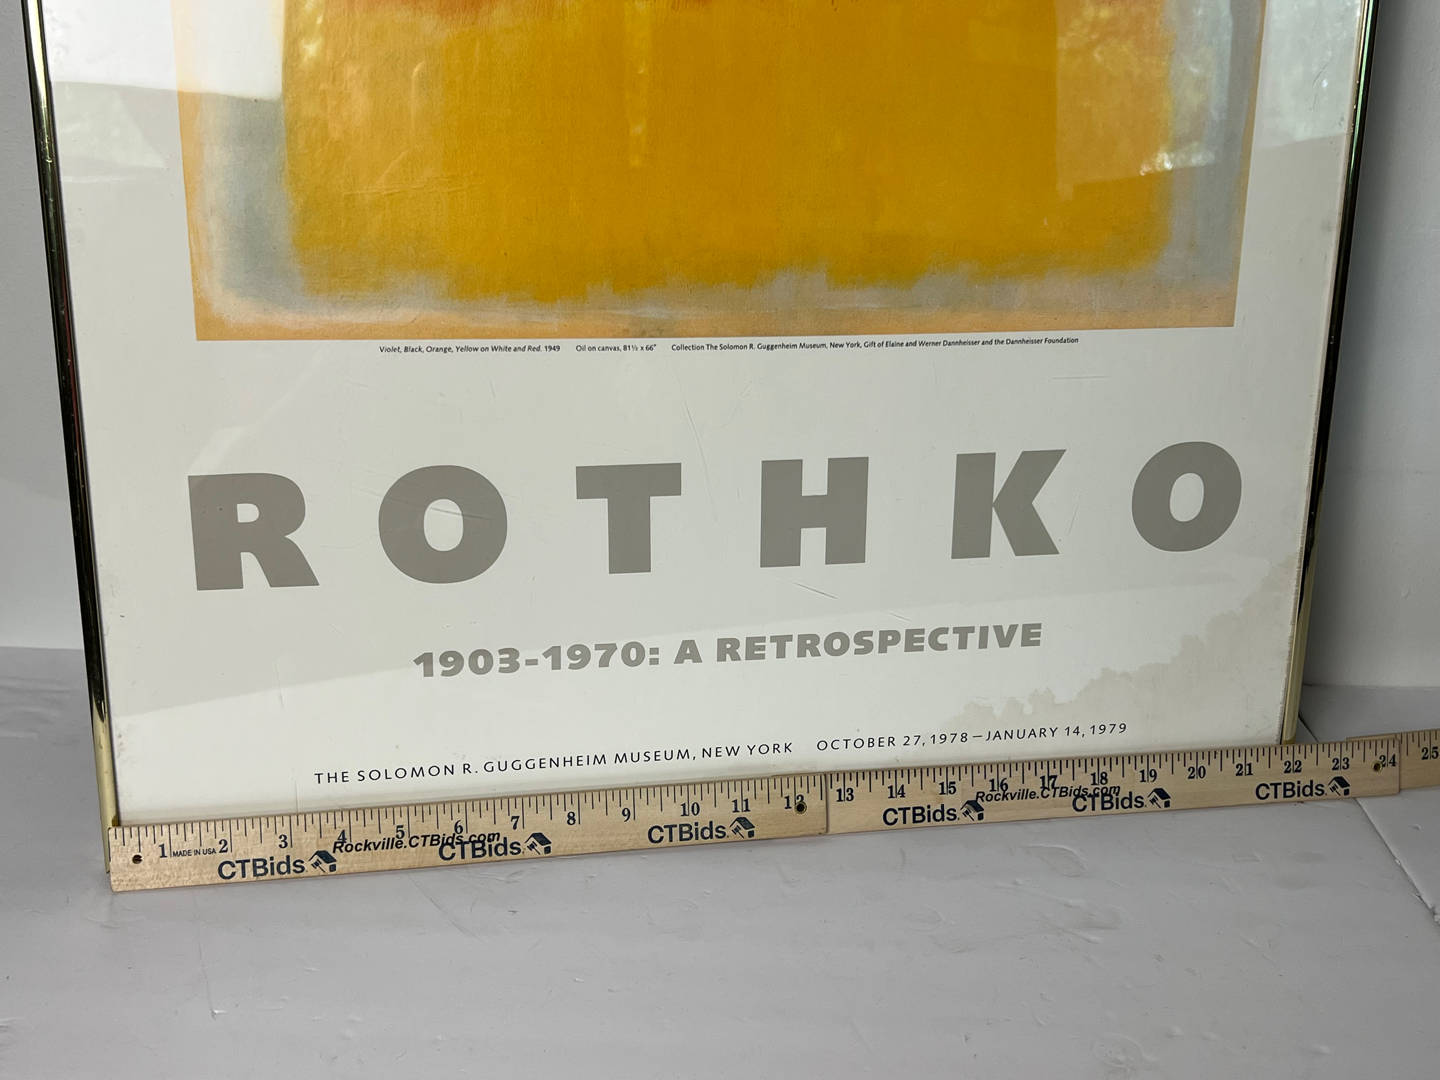 Violet, Black, Orange, Yellow on White and Red. 1949 Oil on canvas, 81½ x 66" Collection The Solomon R. Guggenheim Museum, New York, Gift of Elaine and Werner Dannheisser and the Dannheisser Foundation
ROTHKO
1903-1970: A RETROSPECTIVE
THE SOLOMON R. GUGGENHEIM MUSEUM, NEW YORK OCTOBER 27, 1978–JANUARY 14, 1979
1 2 3 4 5 6 7 8 9 10 11 12 13 14 15 16 17 18 19 20 21 22 23 24 25
MADE IN USA Rockville.CTBids.com Rockville.CTBids.com
CTBids CTBids CTBids CTBids CTBids CTBids